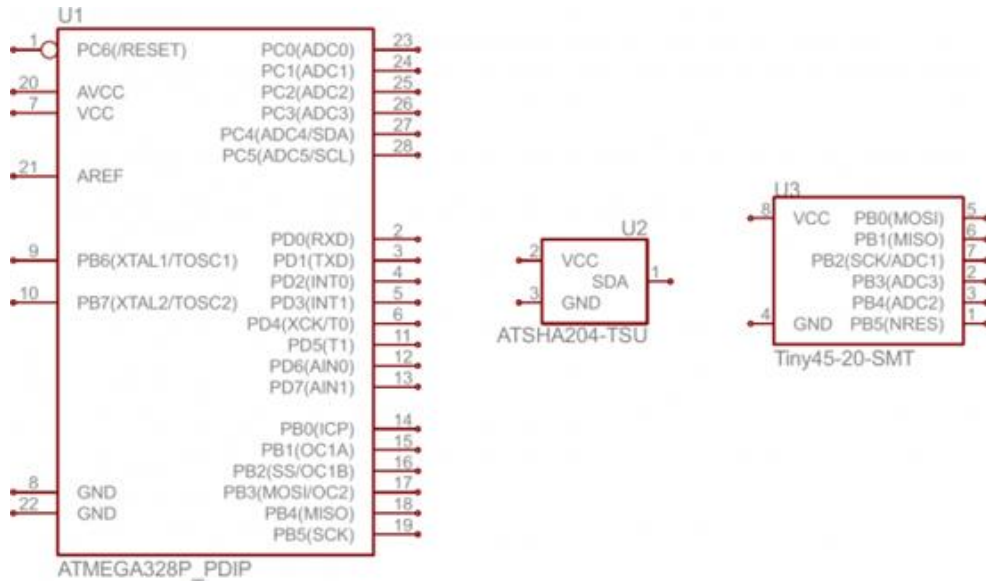 U1
1 PC6(/RESET) PC0(ADC0) 23
PC1(ADC1) 24
20 AVCC PC2(ADC2) 25
7 VCC PC3(ADC3) 26
PC4(ADC4/SDA) 27
PC5(ADC5/SCL) 28
21 AREF
PD0(RXD) 2
9 PB6(XTAL1/TOSC1) PD1(TXD) 3
PD2(INT0) 4
10 PB7(XTAL2/TOSC2) PD3(INT1) 5
PD4(XCK/T0) 6
PD5(T1) 11
PD6(AIN0) 12
PD7(AIN1) 13
PB0(ICP) 14
PB1(OC1A) 15
PB2(SS/OC1B) 16
8 GND PB3(MOSI/OC2) 17
22 GND PB4(MISO) 18
PB5(SCK) 19
ATMEGA328P_PDIP
U2
2 VCC
SDA 1
3 GND
ATSHA204-TSU
U3
8 VCC PB0(MOSI) 5
PB1(MISO) 6
PB2(SCK/ADC1) 7
PB3(ADC3) 2
PB4(ADC2) 3
4 GND PB5(NRES) 1
Tiny45-20-SMT